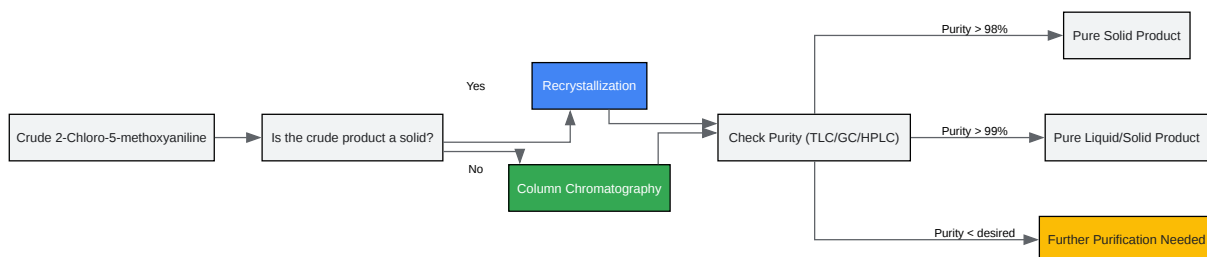 Crude 2-Chloro-5-methoxyaniline
Is the crude product a solid?
Yes
No
Recrystallization
Column Chromatography
Check Purity (TLC/GC/HPLC)
Purity > 98%
Pure Solid Product
Purity > 99%
Pure Liquid/Solid Product
Purity < desired
Further Purification Needed